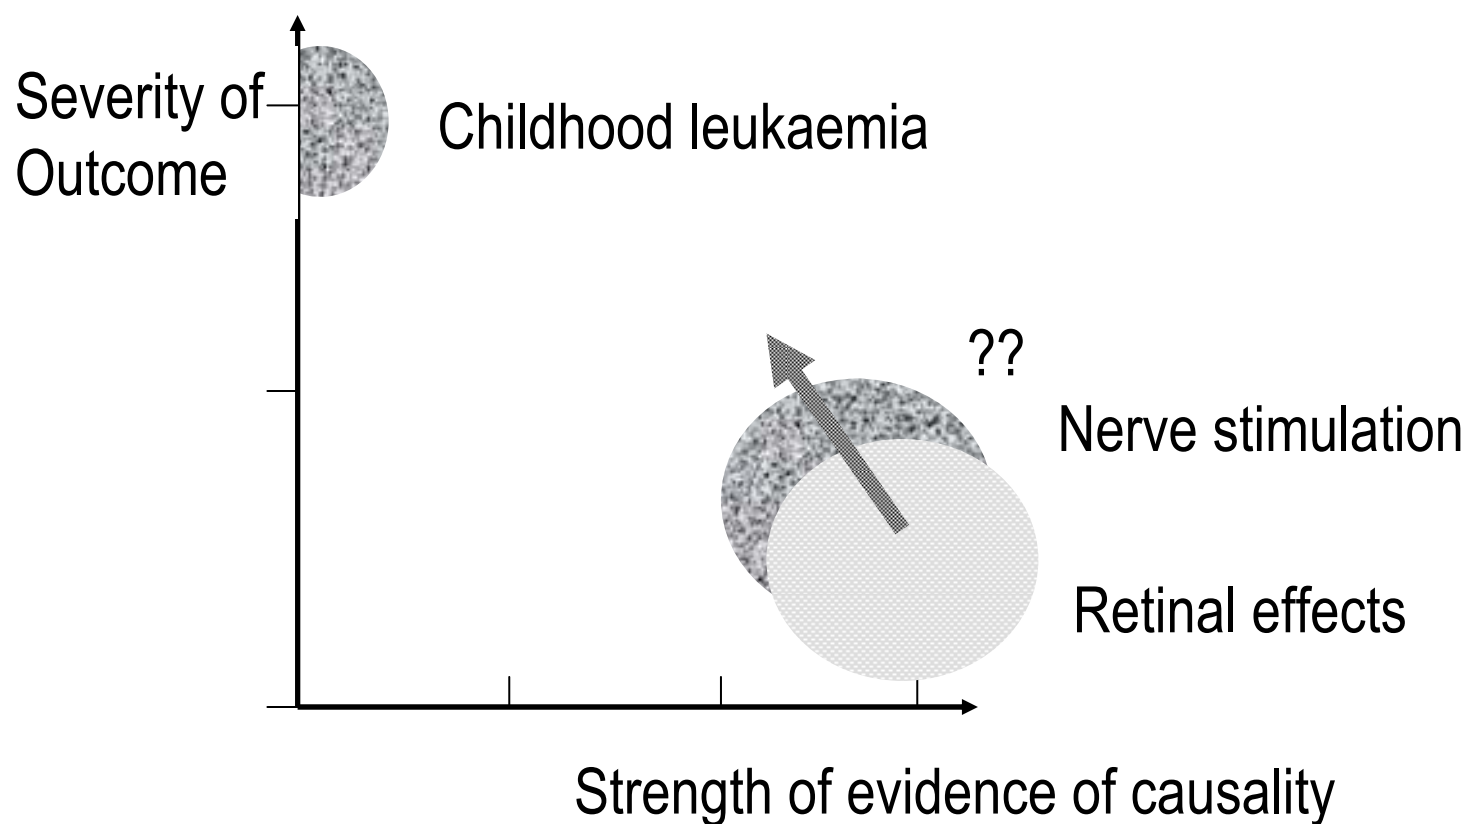 Severity of
Outcome
Childhood leukaemia
??
Nerve stimulation
Retinal effects
Strength of evidence of causality